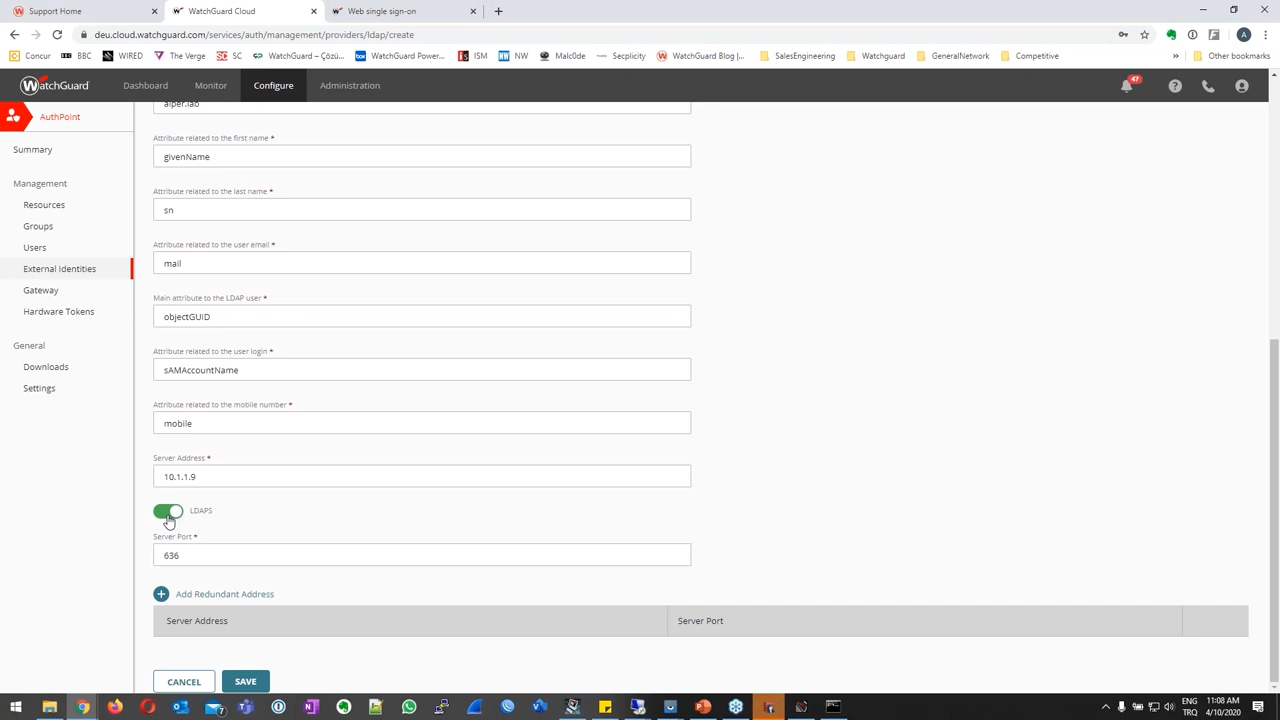 Support Home
WatchGuard Cloud
Web single sign-on
deu.cloud.watchguard.com/services/auth/management/providers/ldap/create
A
Concur
BBC
WIRED
The Verge
SC
WatchGuard – Çözü...
WatchGuard Power...
ISM
NW
Malc0de
Secplicity
WatchGuard Blog |...
SalesEngineering
Watchguard
GeneralNetwork
Competitive
»
Other bookmarks
WatchGuard
Dashboard
Monitor
Configure
Administration
47
AuthPoint
Summary
Management
Resources
Groups
Users
External Identities
Gateway
Hardware Tokens
General
Downloads
Settings
alper.lab
Attribute related to the first name *
givenName
Attribute related to the last name *
sn
Attribute related to the user email *
mail
Main attribute to the LDAP user *
objectGUID
Attribute related to the user login *
sAMAccountName
Attribute related to the mobile number *
mobile
Server Address *
10.1.1.9
LDAPS
Server Port *
636
Add Redundant Address
Server Address
Server Port
CANCEL
SAVE
ENG
TRQ
11:08 AM
4/10/2020